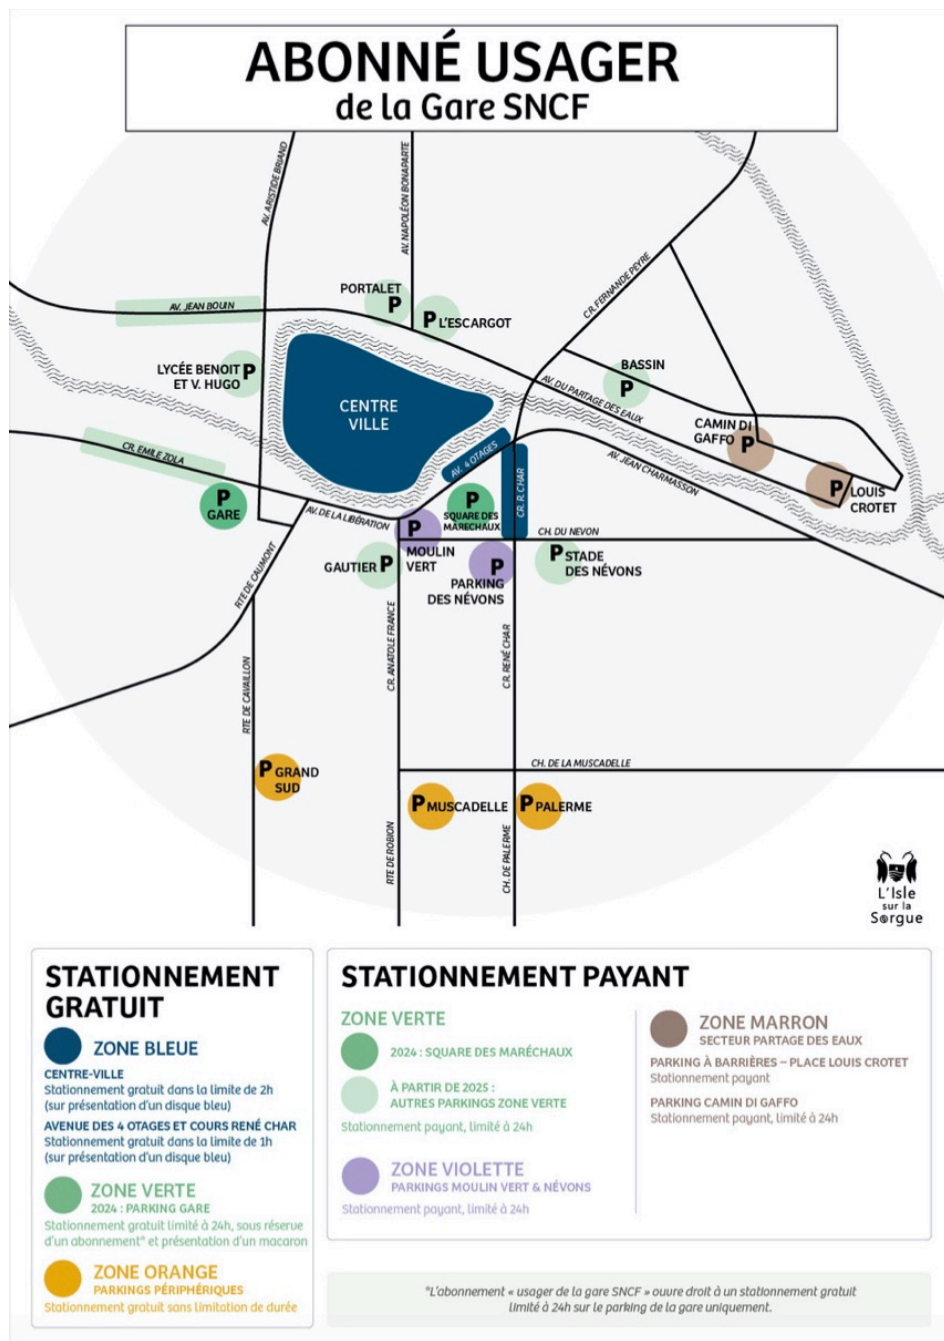 ABONNÉ USAGER
de la Gare SNCF
AV. ARISTIDE BRIAND
AV. NAPOLÉON BONAPARTE
CR. FERNANDE PEYRE
PORTALET
P
P L'ESCARGOT
AV. JEAN BOUIN
LYCÉE BENOIT P
ET V. HUGO
CENTRE
VILLE
BASSIN
P
AV. DU PARTAGE DES EAUX
CAMIN DI
GAFFO P
P LOUIS
CROTET
AV. JEAN CHARMASSON
CR. EMILE ZOLA
AV. 4 OTAGES
CR. R. CHAR
P
GARE
P
SQUARE DES
MARECHAUX
AV. DE LA LIBÉRATION
P
MOULIN
VERT
CH. DU NEVON
GAUTIER P
P
PARKING
DES NÉVONS
P STADE
DES NÉVONS
RTE DE CAUMONT
CR. ANATOLE FRANCE
CR. RENÉ CHAR
RTE DE CAVAILLON
P GRAND
SUD
CH. DE LA MUSCADELLE
P MUSCADELLE
P PALERME
RTE DE ROBION
CH. DE PALERME
L'Isle
sur la
Sorgue
STATIONNEMENT
GRATUIT
ZONE BLEUE
CENTRE-VILLE
Stationnement gratuit dans la limite de 2h
(sur présentation d'un disque bleu)
AVENUE DES 4 OTAGES ET COURS RENÉ CHAR
Stationnement gratuit dans la limite de 1h
(sur présentation d'un disque bleu)
ZONE VERTE
2024 : PARKING GARE
Stationnement gratuit limité à 24h, sous réserve
d'un abonnement* et présentation d'un macaron
ZONE ORANGE
PARKINGS PÉRIPHÉRIQUES
Stationnement gratuit sans limitation de durée
STATIONNEMENT PAYANT
ZONE VERTE
2024 : SQUARE DES MARÉCHAUX
À PARTIR DE 2025 :
AUTRES PARKINGS ZONE VERTE
Stationnement payant, limité à 24h
ZONE VIOLETTE
PARKINGS MOULIN VERT & NÉVONS
Stationnement payant, limité à 24h
ZONE MARRON
SECTEUR PARTAGE DES EAUX
PARKING À BARRIÈRES – PLACE LOUIS CROTET
Stationnement payant
PARKING CAMIN DI GAFFO
Stationnement payant, limité à 24h
*L'abonnement « usager de la gare SNCF » ouvre droit à un stationnement gratuit
limité à 24h sur le parking de la gare uniquement.